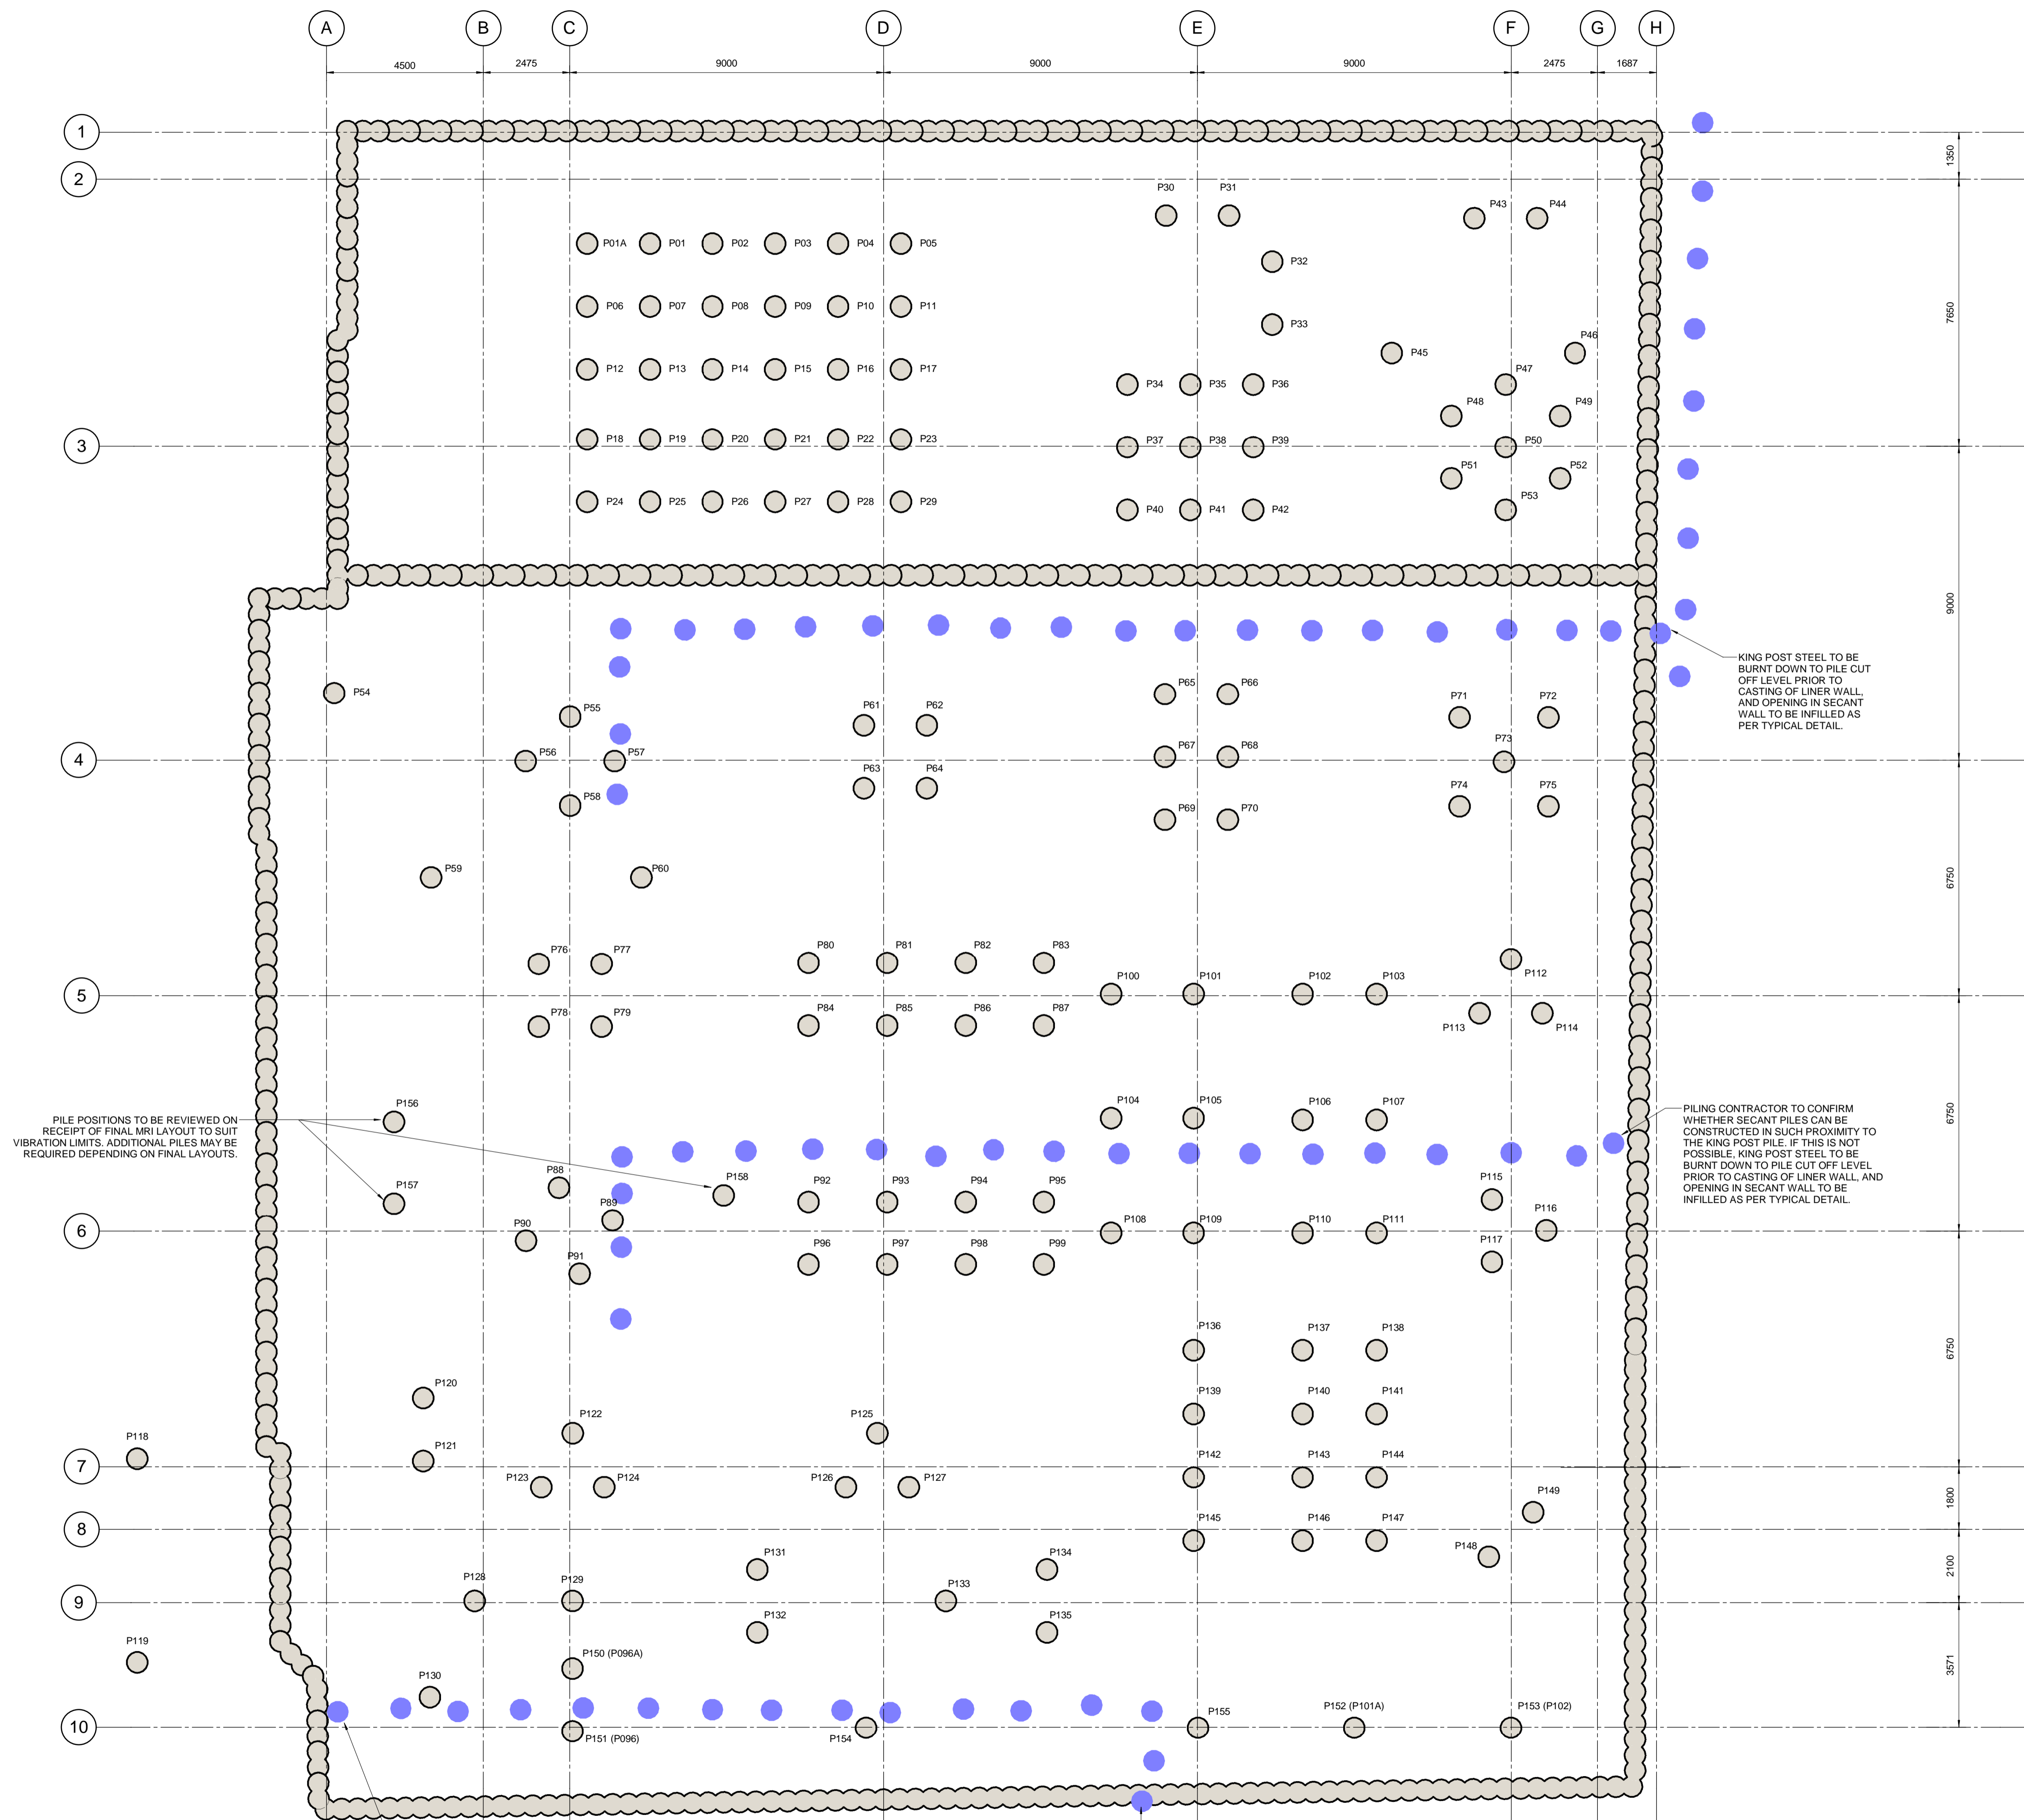 A B C D E F G H
4500 2475 9000 9000 9000 2475 1687
1
1350
2
P30 P31
P43 P44
P01A P01 P02 P03 P04 P05
P32
7650
P06 P07 P08 P09 P10 P11
P33
P46
P45
P12 P13 P14 P15 P16 P17
P47
P34 P35 P36
P48 P49
P18 P19 P20 P21 P22 P23
3
P37 P38 P39 P50
P51 P52
P24 P25 P26 P27 P28 P29
P53
P40 P41 P42
9000
KING POST STEEL TO BE
BURNT DOWN TO PILE CUT
OFF LEVEL PRIOR TO
CASTING OF LINER WALL,
AND OPENING IN SECANT
WALL TO BE INFILLED AS
PER TYPICAL DETAIL.
P54
P65 P66
P71 P72
P61 P62
P55
P73
P67 P68
P56 P57
4
P63 P64
P74 P75
P58
P69 P70
P59 P60
6750
P76 P77 P80 P81 P82 P83
P112
P100 P101 P102 P103
5
P78 P79 P84 P85 P86 P87
P113 P114
P156
P104 P105 P106 P107
6750
PILE POSITIONS TO BE REVIEWED ON
RECEIPT OF FINAL MRI LAYOUT TO SUIT
VIBRATION LIMITS. ADDITIONAL PILES MAY BE
REQUIRED DEPENDING ON FINAL LAYOUTS.
PILING CONTRACTOR TO CONFIRM
WHETHER SECANT PILES CAN BE
CONSTRUCTED IN SUCH PROXIMITY TO
THE KING POST PILE. IF THIS IS NOT
POSSIBLE, KING POST STEEL TO BE
BURNT DOWN TO PILE CUT OFF LEVEL
PRIOR TO CASTING OF LINER WALL, AND
OPENING IN SECANT WALL TO BE
INFILLED AS PER TYPICAL DETAIL.
P88
P158 P92 P93 P94 P95
P115
P157
P89
P116
P90
P108 P109 P110 P111
6
P117
P96 P97 P98 P99
P91
P136 P137 P138
6750
P120
P139 P140 P141
P122 P125
P118
P121
P142 P143 P144
7
P123 P124 P126 P127
P149
1800
P145 P146 P147
8
P148
P131 P134
2100
P128 P129 P133
9
P132 P135
P119
P150 (P096A)
3571
P130
P155 P152 (P101A) P153 (P102)
10
P151 (P096) P154